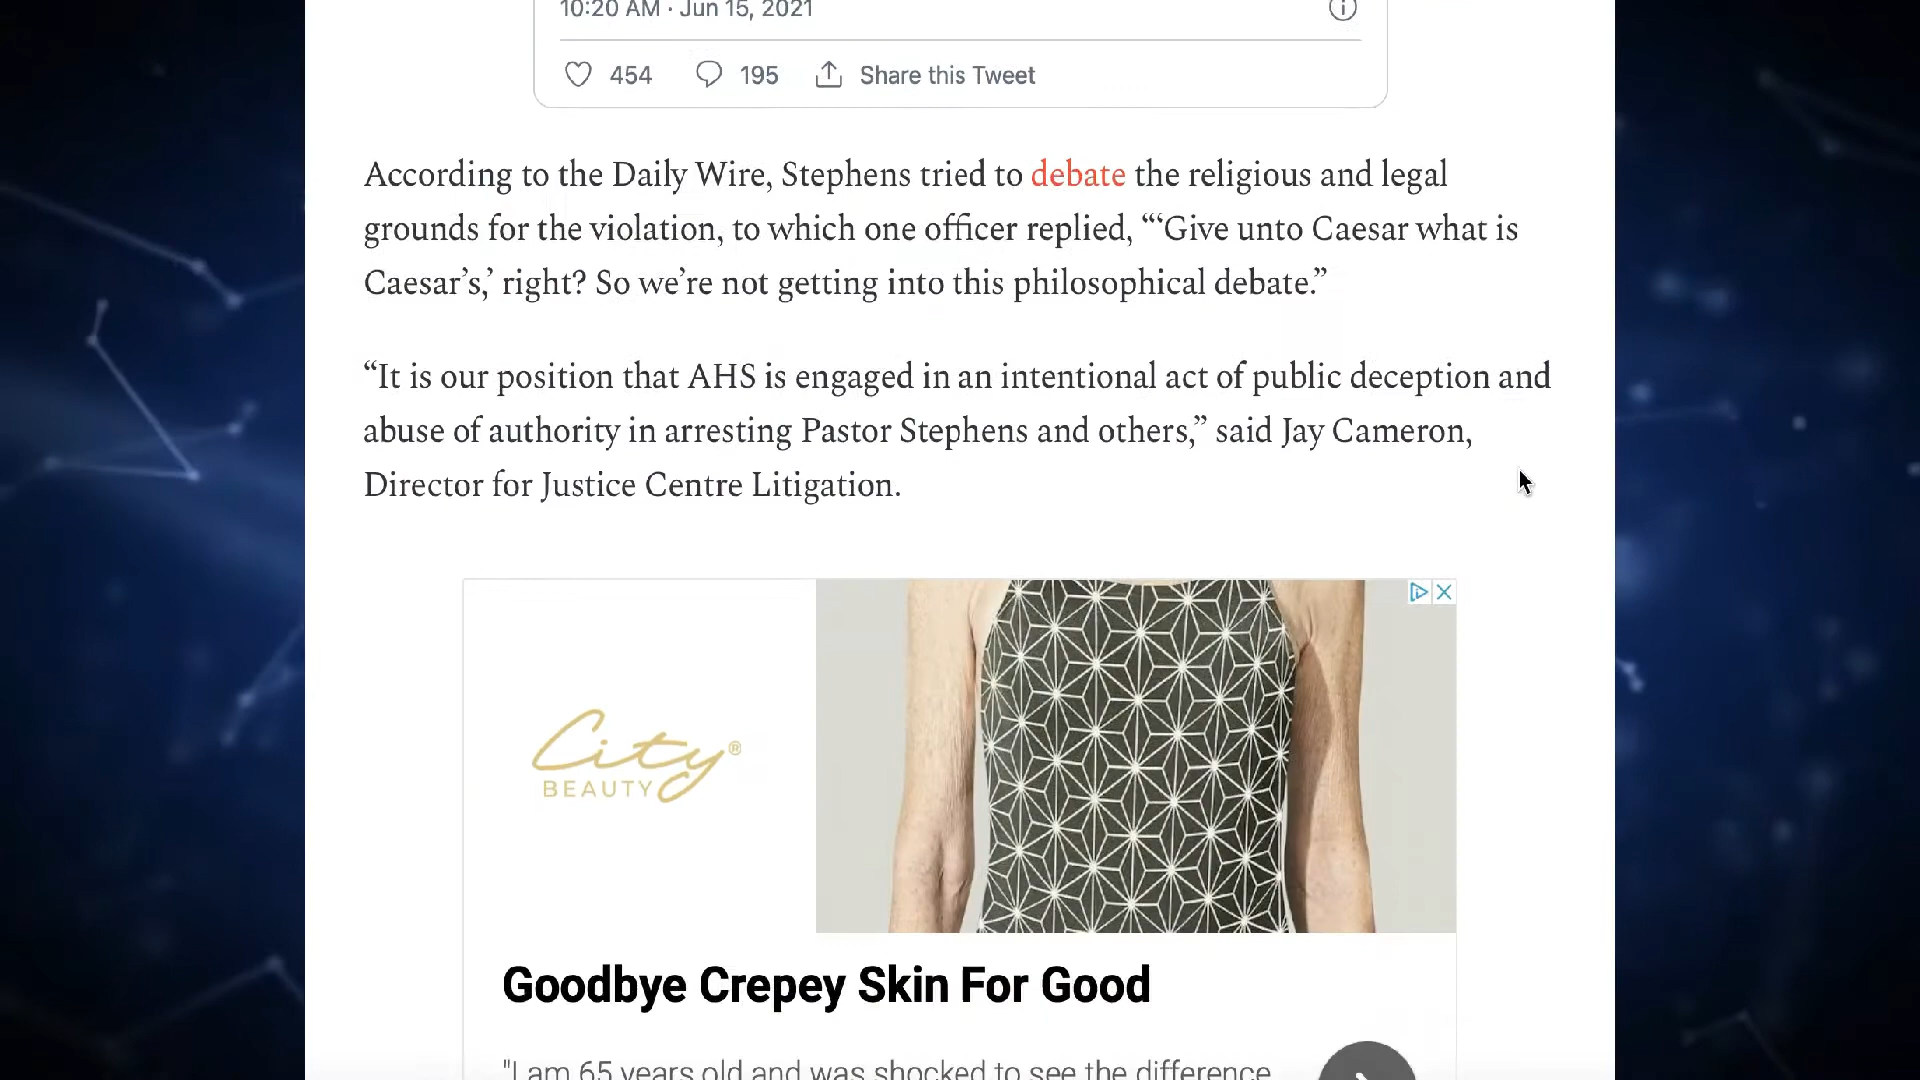 10:20 AM · Jun 15, 2021
454 195 Share this Tweet
According to the Daily Wire, Stephens tried to debate the religious and legal
grounds for the violation, to which one officer replied, “‘Give unto Caesar what is
Caesar’s,’ right? So we’re not getting into this philosophical debate.”
“It is our position that AHS is engaged in an intentional act of public deception and
abuse of authority in arresting Pastor Stephens and others,” said Jay Cameron,
Director for Justice Centre Litigation.
City®
BEAUTY
Goodbye Crepey Skin For Good
"I am 65 years old and was shocked to see the difference